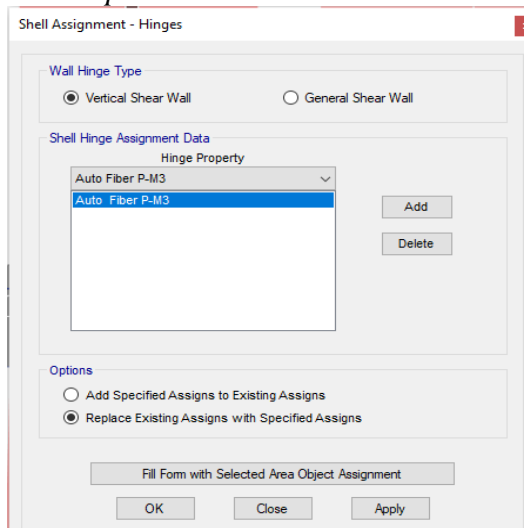 Shell Assignment - Hinges
Wall Hinge Type
Vertical Shear Wall
General Shear Wall
Shell Hinge Assignment Data
Hinge Property
Auto Fiber P-M3
Auto Fiber P-M3
Add
Delete
Options
Add Specified Assigns to Existing Assigns
Replace Existing Assigns with Specified Assigns
Fill Form with Selected Area Object Assignment
OK Close Apply